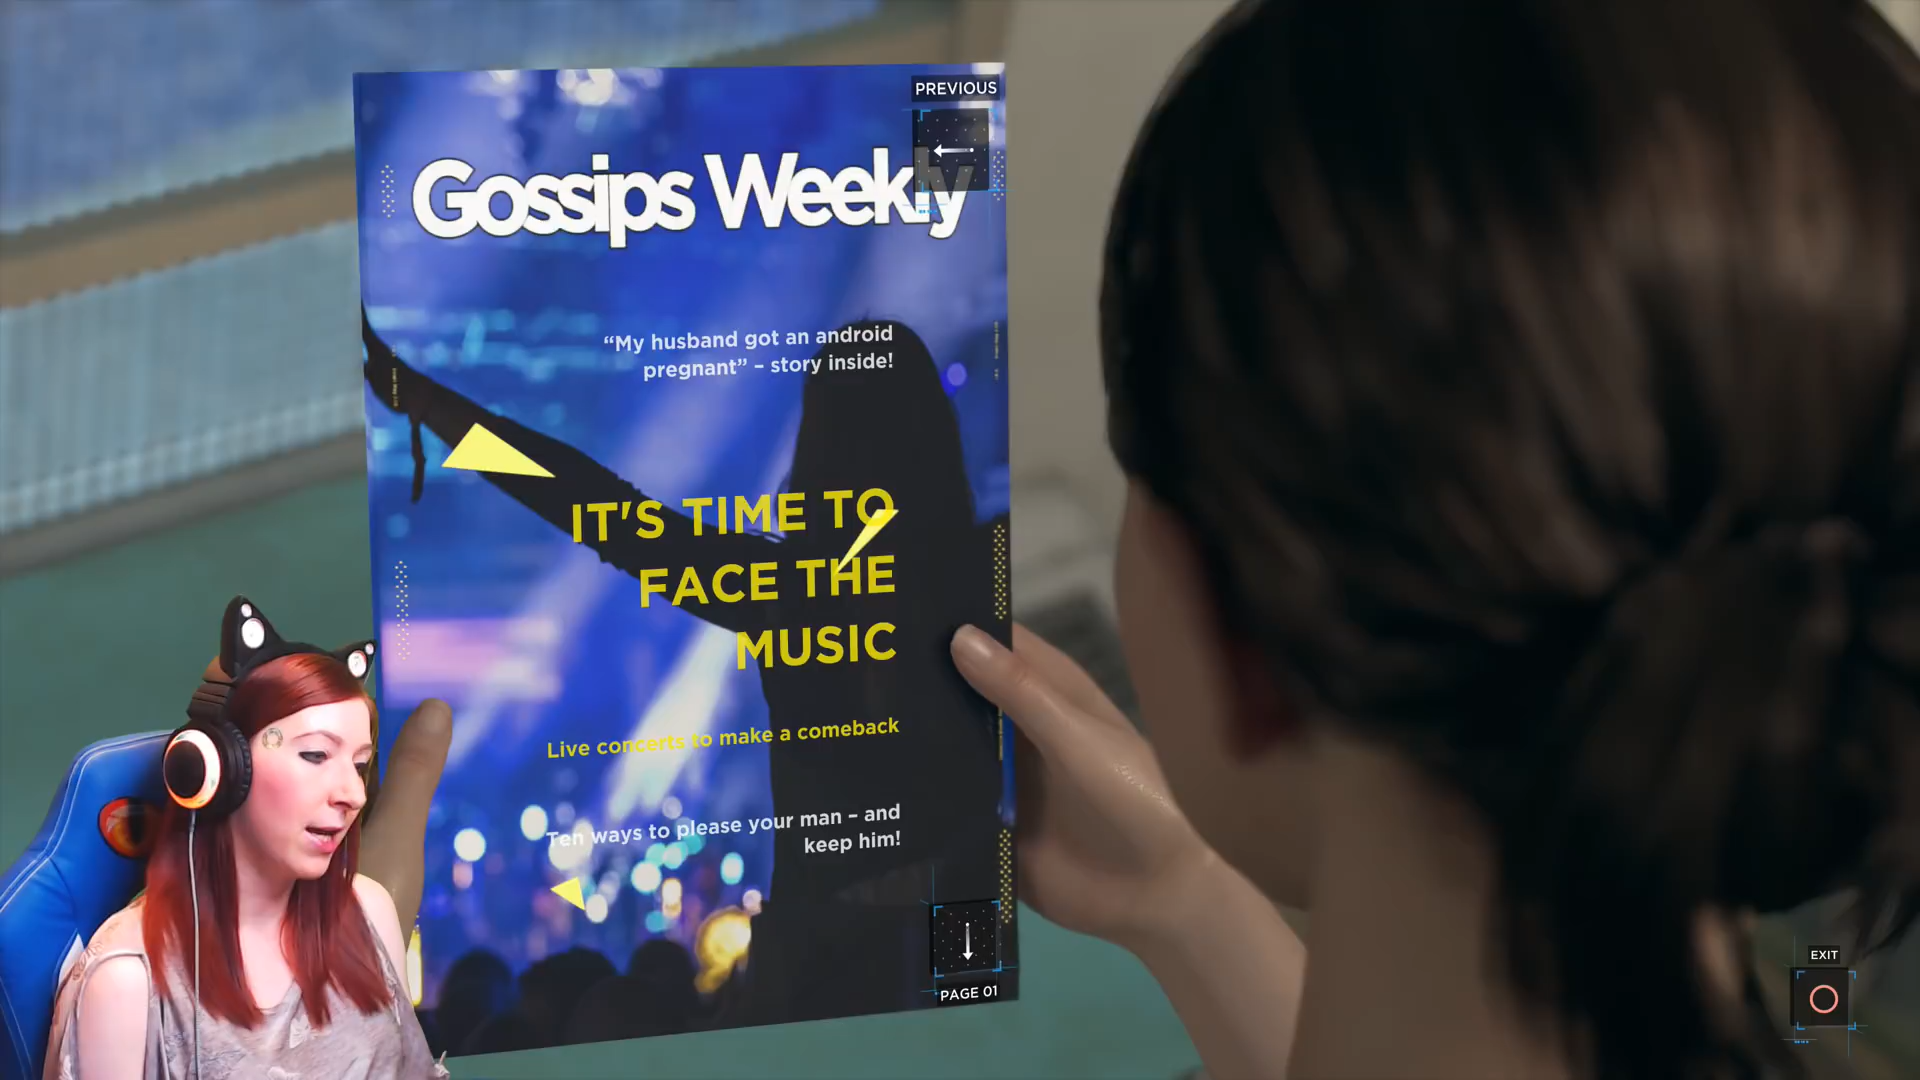 PREVIOUS
Gossips Weekly
“My husband got an android
pregnant” – story inside!
IT'S TIME TO
FACE THE
MUSIC
Live concerts to make a comeback
Ten ways to please your man – and
keep him!
PAGE 01
EXIT